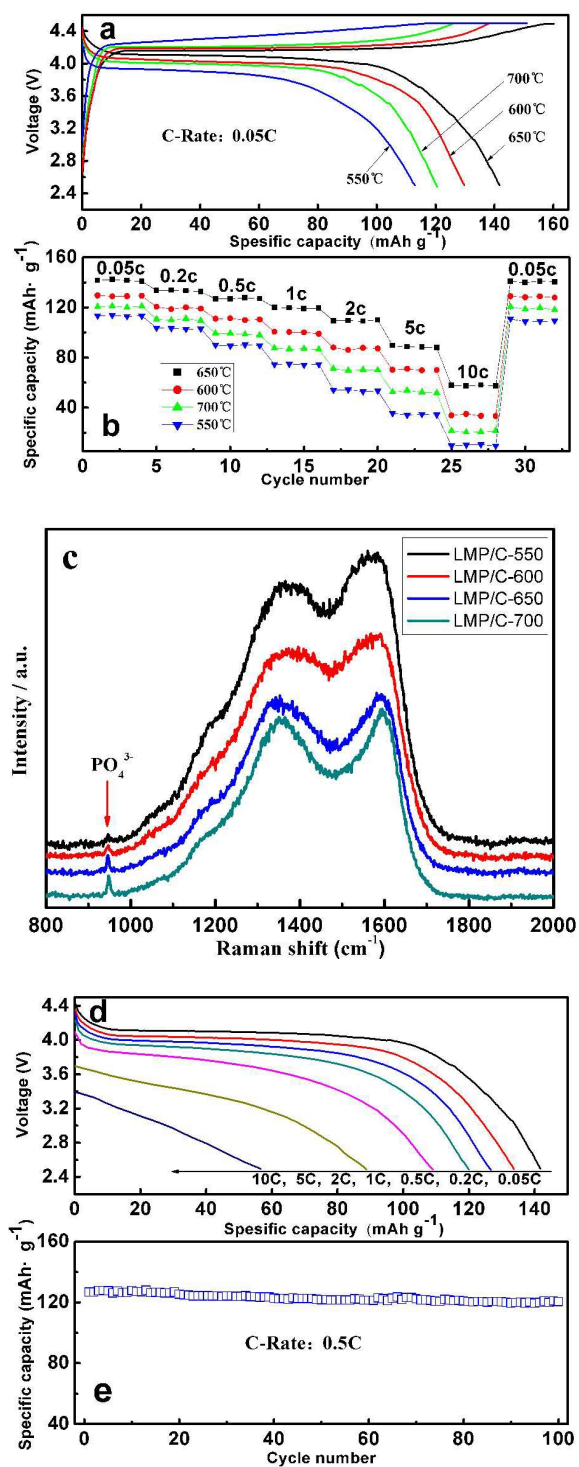 a
4.4
4.0
3.6
3.2
2.8
2.4
Voltage (V)
C-Rate: 0.05C
700℃
600℃
650℃
550℃
0 20 40 60 80 100 120 140 160
Spesific capacity (mAh g-1)
160
120
80
40
Specific capacity (mAh· g-1)
0.05c 0.2c 0.5c 1c 2c 5c 10c 0.05c
650℃
600℃
700℃
550℃
b
0 5 10 15 20 25 30
Cycle number
c
LMP/C-550
LMP/C-600
LMP/C-650
LMP/C-700
Intensity / a.u.
PO43-
800 1000 1200 1400 1600 1800 2000
Raman shift (cm-1)
d
4.4
4.0
3.6
3.2
2.8
2.4
Voltage (V)
10C, 5C, 2C, 1C, 0.5C, 0.2C, 0.05C
0 20 40 60 80 100 120 140
Spesific capacity (mAh g-1)
160
120
80
40
Specific capacity (mAh· g-1)
C-Rate: 0.5C
e
0 20 40 60 80 100
Cycle number